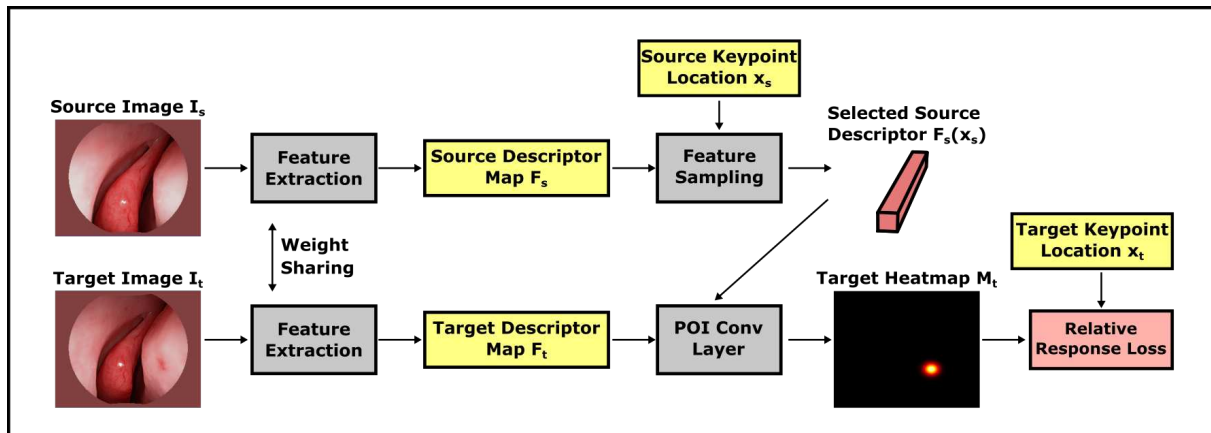 Source Keypoint
Location xₛ
Source Image Iₛ
Feature
Extraction
Source Descriptor
Map Fₛ
Feature
Sampling
Selected Source
Descriptor Fₛ(xₛ)
Weight
Sharing
Target Keypoint
Location xₜ
Target Image Iₜ
Feature
Extraction
Target Descriptor
Map Fₜ
POI Conv
Layer
Target Heatmap Mₜ
Relative
Response Loss